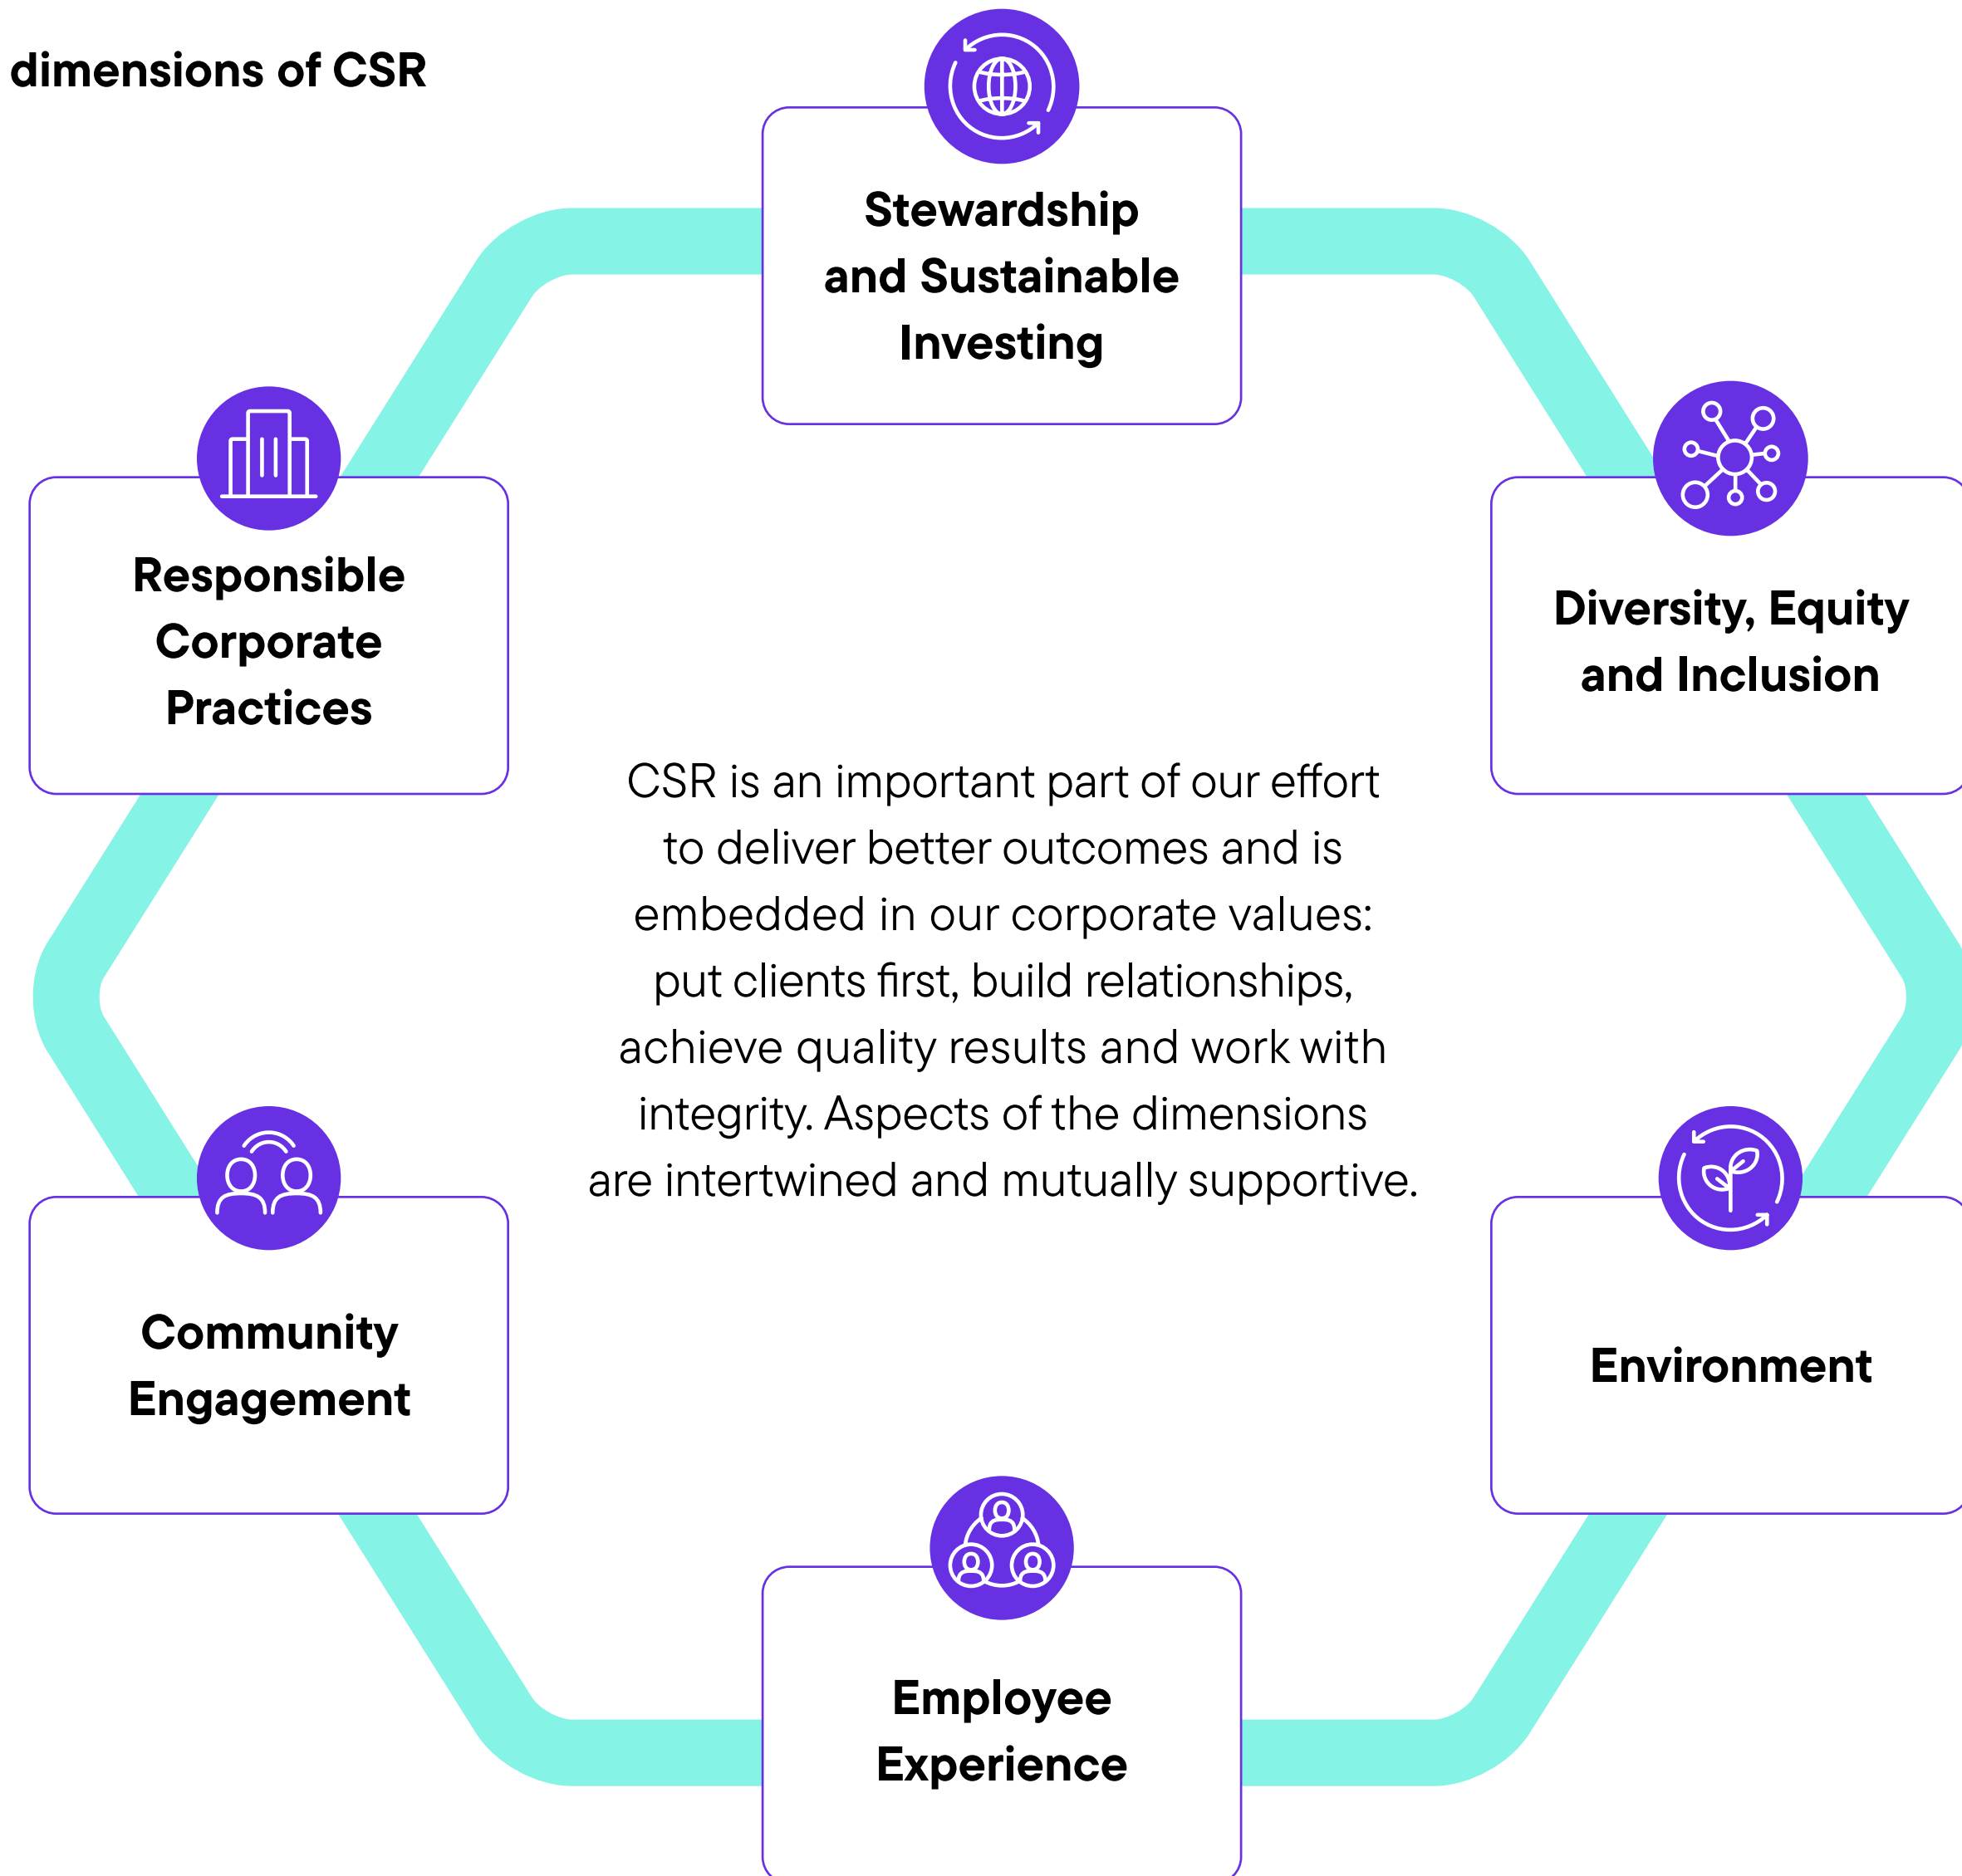 dimensions of CSR
Stewardship
and Sustainable
Investing
Responsible
Corporate
Practices
Diversity, Equity
and Inclusion
CSR is an important part of our effort
to deliver better outcomes and is
embedded in our corporate values:
put clients first, build relationships,
achieve quality results and work with
integrity. Aspects of the dimensions
are intertwined and mutually supportive.
Community
Engagement
Environment
Employee
Experience